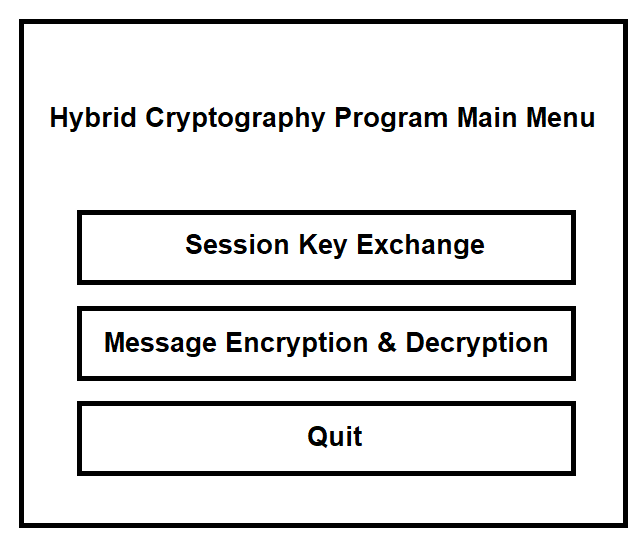 Hybrid Cryptography Program Main Menu
Session Key Exchange
Message Encryption & Decryption
Quit